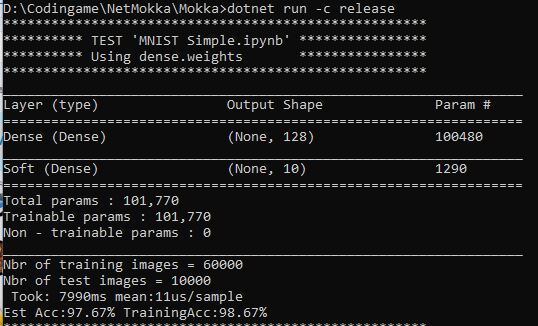 D:\Codingame\NetMokka\Mokka>dotnet run -c release
*****************************************************
********** TEST 'MNIST Simple.ipynb' ****************
********** Using dense.weights       ****************
*****************************************************
_________________________________________________________________
Layer (type)                Output Shape              Param #
=================================================================
Dense (Dense)               (None, 128)               100480
_________________________________________________________________
Soft (Dense)                (None, 10)                1290
=================================================================
Total params : 101,770
Trainable params : 101,770
Non - trainable params : 0
_________________________________________________________________
Nbr of training images = 60000
Nbr of test images = 10000
 Took: 7990ms mean:11us/sample
Est Acc:97.67% TrainingAcc:98.67%
*****************************************************